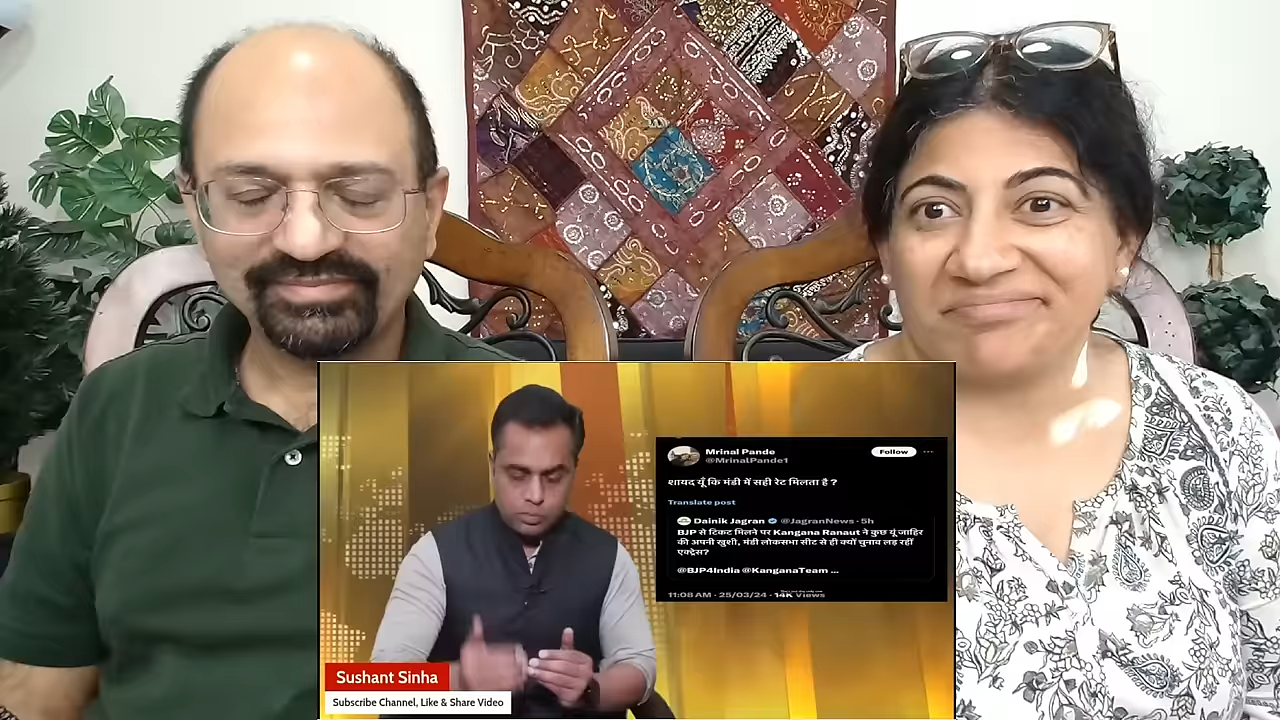 Mrinal Pande
@MrinalPande1
Follow
शायद यूँ कि मंडी में सही रेट मिलता है ?
Translate post
Dainik Jagran @JagranNews · 5h
BJP से टिकट मिलने पर Kangana Ranaut ने कुछ यूं जाहिर
की अपनी खुशी, मंडी लोकसभा सीट से ही क्यों चुनाव लड़ रहीं
एक्ट्रेस?
@BJP4India @KanganaTeam ...
11:08 AM · 25/03/24 · 14K Views
Sushant Sinha
Subscribe Channel, Like & Share Video